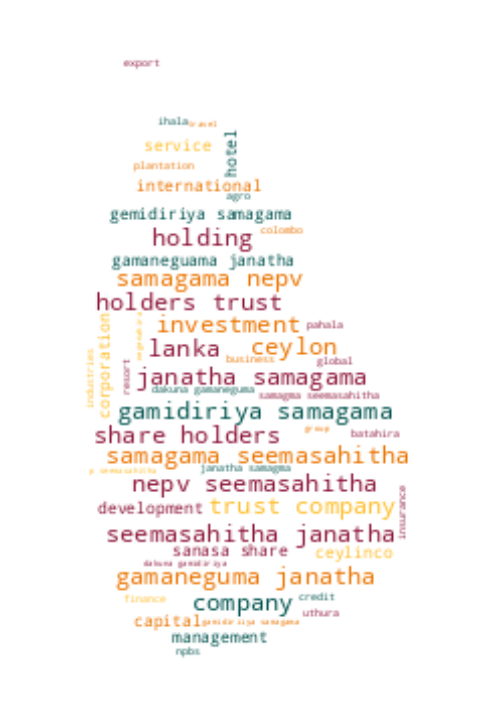 export
ihala travel
service
hotel
plantation
international
agro
gemidiriya samagama
colombo
holding
gamaneguama janatha
samagama nepv
holders trust
investment pahala
corporation
lanka ceylon
business global
industries
resort
janatha samagama
dakuna gamaneguma
samagma seemasahitha
gamidiriya samagama
group
share holders batahira
samagama seemasahitha
janatha samagma
v seemasahitha
nepv seemasahitha
insurance
development trust company
seemasahitha janatha
sanasa share ceylinco
dakuna gamidiriya
gamaneguma janatha
finance credit
company
uthura
capital gamidiriya samagama
management
npbs